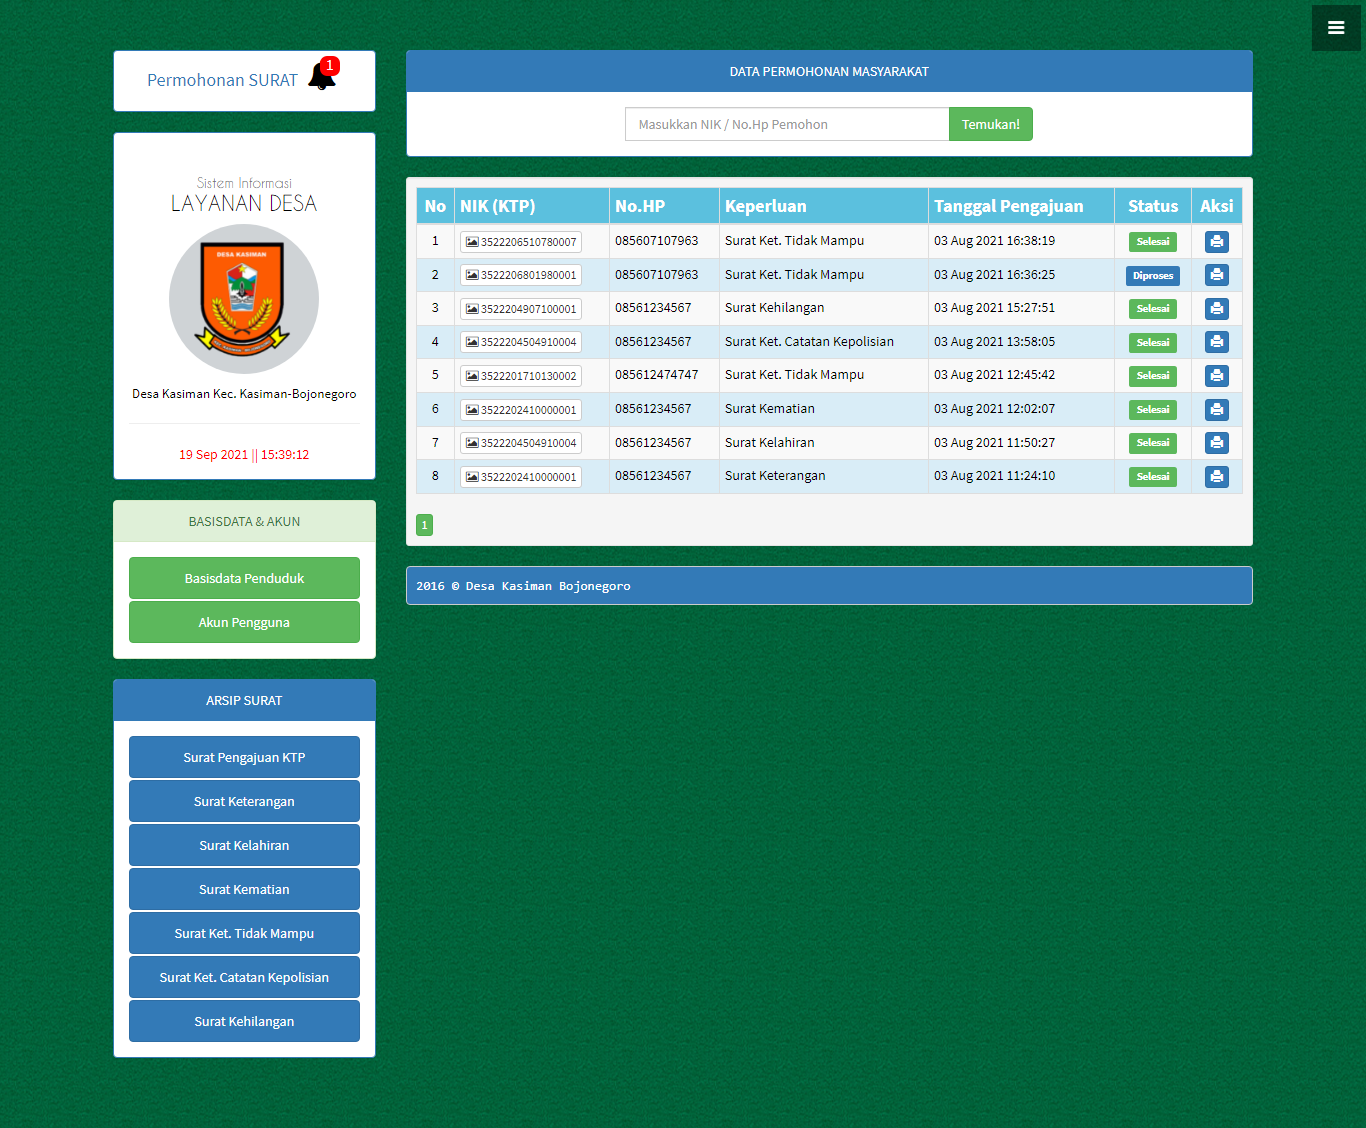 Permohonan SURAT 1
Sistem Informasi
LAYANAN DESA
DESA KASIMAN
Desa Kasiman Kec. Kasiman-Bojonegoro
19 Sep 2021 || 15:39:12
BASISDATA & AKUN
Basisdata Penduduk
Akun Pengguna
ARSIP SURAT
Surat Pengajuan KTP
Surat Keterangan
Surat Kelahiran
Surat Kematian
Surat Ket. Tidak Mampu
Surat Ket. Catatan Kepolisian
Surat Kehilangan
DATA PERMOHONAN MASYARAKAT
Masukkan NIK / No.Hp Pemohon Temukan!
No NIK (KTP) No.HP Keperluan Tanggal Pengajuan Status Aksi
1 3522206510780007 085607107963 Surat Ket. Tidak Mampu 03 Aug 2021 16:38:19 Selesai
2 3522206801980001 085607107963 Surat Ket. Tidak Mampu 03 Aug 2021 16:36:25 Diproses
3 3522204907100001 08561234567 Surat Kehilangan 03 Aug 2021 15:27:51 Selesai
4 3522204504910004 08561234567 Surat Ket. Catatan Kepolisian 03 Aug 2021 13:58:05 Selesai
5 3522201710130002 085612474747 Surat Ket. Tidak Mampu 03 Aug 2021 12:45:42 Selesai
6 3522202410000001 08561234567 Surat Kematian 03 Aug 2021 12:02:07 Selesai
7 3522204504910004 08561234567 Surat Kelahiran 03 Aug 2021 11:50:27 Selesai
8 3522202410000001 08561234567 Surat Keterangan 03 Aug 2021 11:24:10 Selesai
1
2016 © Desa Kasiman Bojonegoro